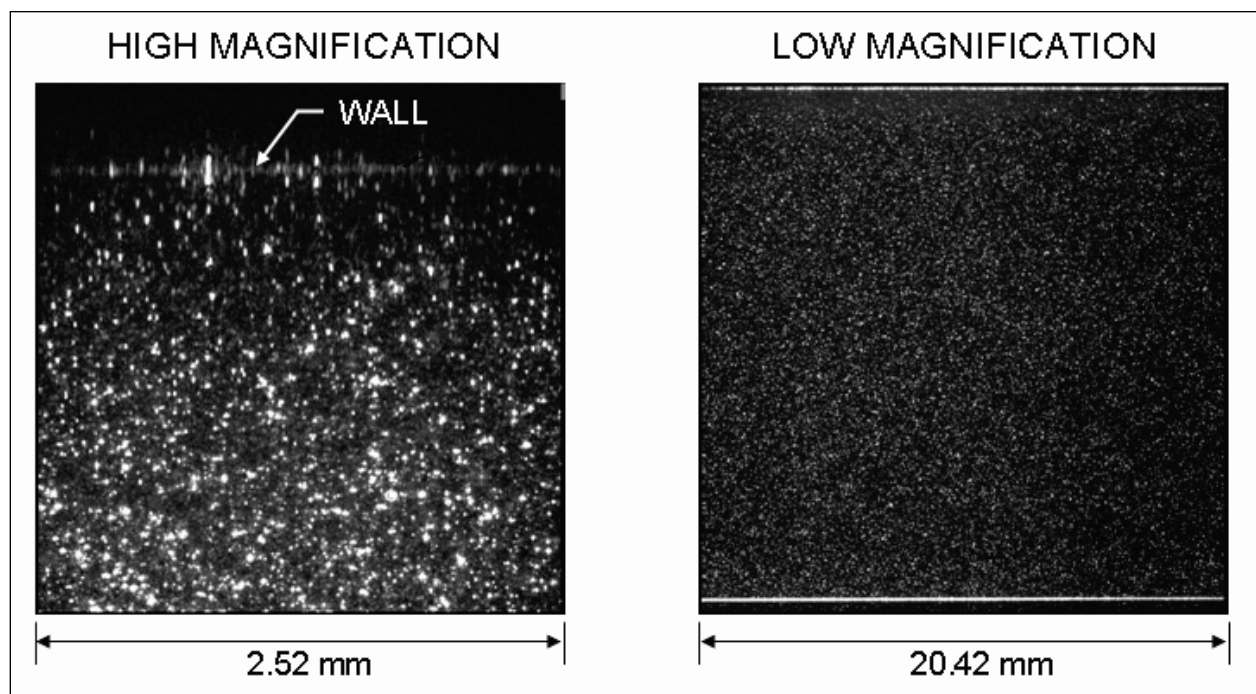 HIGH MAGNIFICATION
LOW MAGNIFICATION
WALL
2.52 mm
20.42 mm